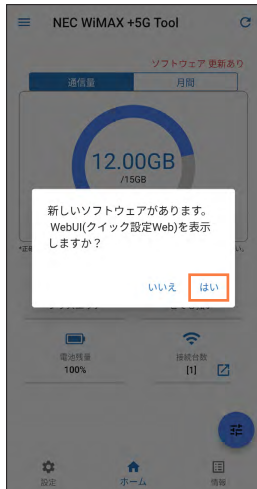 NEC WiMAX +5G Tool
ソフトウェア 更新あり
通信量
月間
12.00GB
/15GB
新しいソフトウェアがあります。
WebUI(クイック設定Web)を表示
しますか？
いいえ
はい
電池残量
接続台数
100%
[1]
設定
ホーム
情報